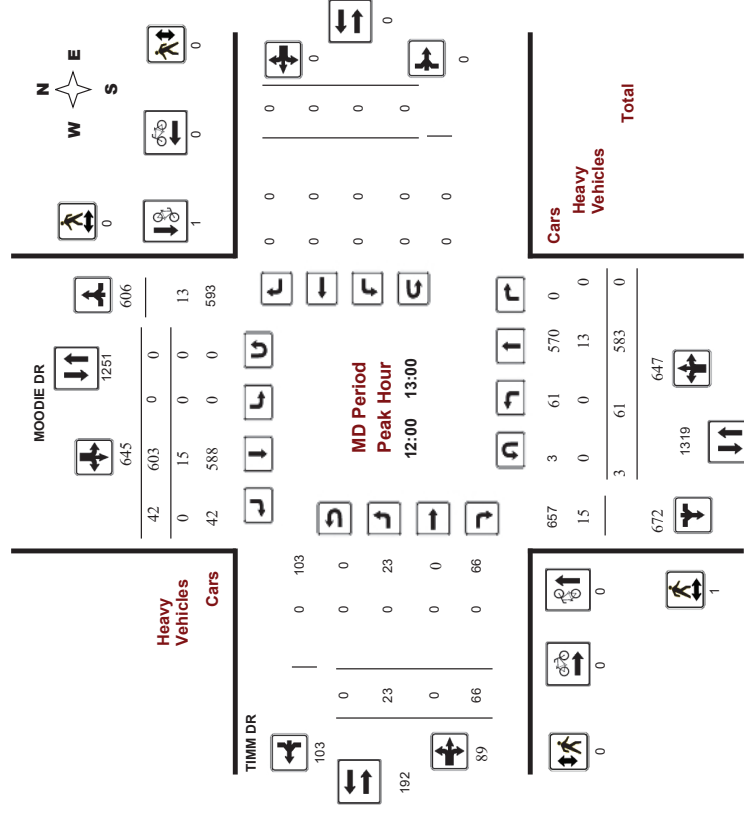 N
W E
S
MOODIE DR
0
0
0
0
1
645 1251 606
42 603 0 0
0 15 0 0 13
42 588 0 0 593
Heavy
Vehicles
Cars
TIMM DR
103
192
89
0 103
0 0 0
23 0 23
0 0 0
66 0 66
MD Period
Peak Hour
12:00 13:00
0 0 0
0 0 0
0 0 0
0 0 0
0 0
0
0
0
Cars
Heavy
Vehicles
Total
657 3 61 570 0
15 0 0 13 0
3 61 583 0
672 1319 647
0
0
0
1